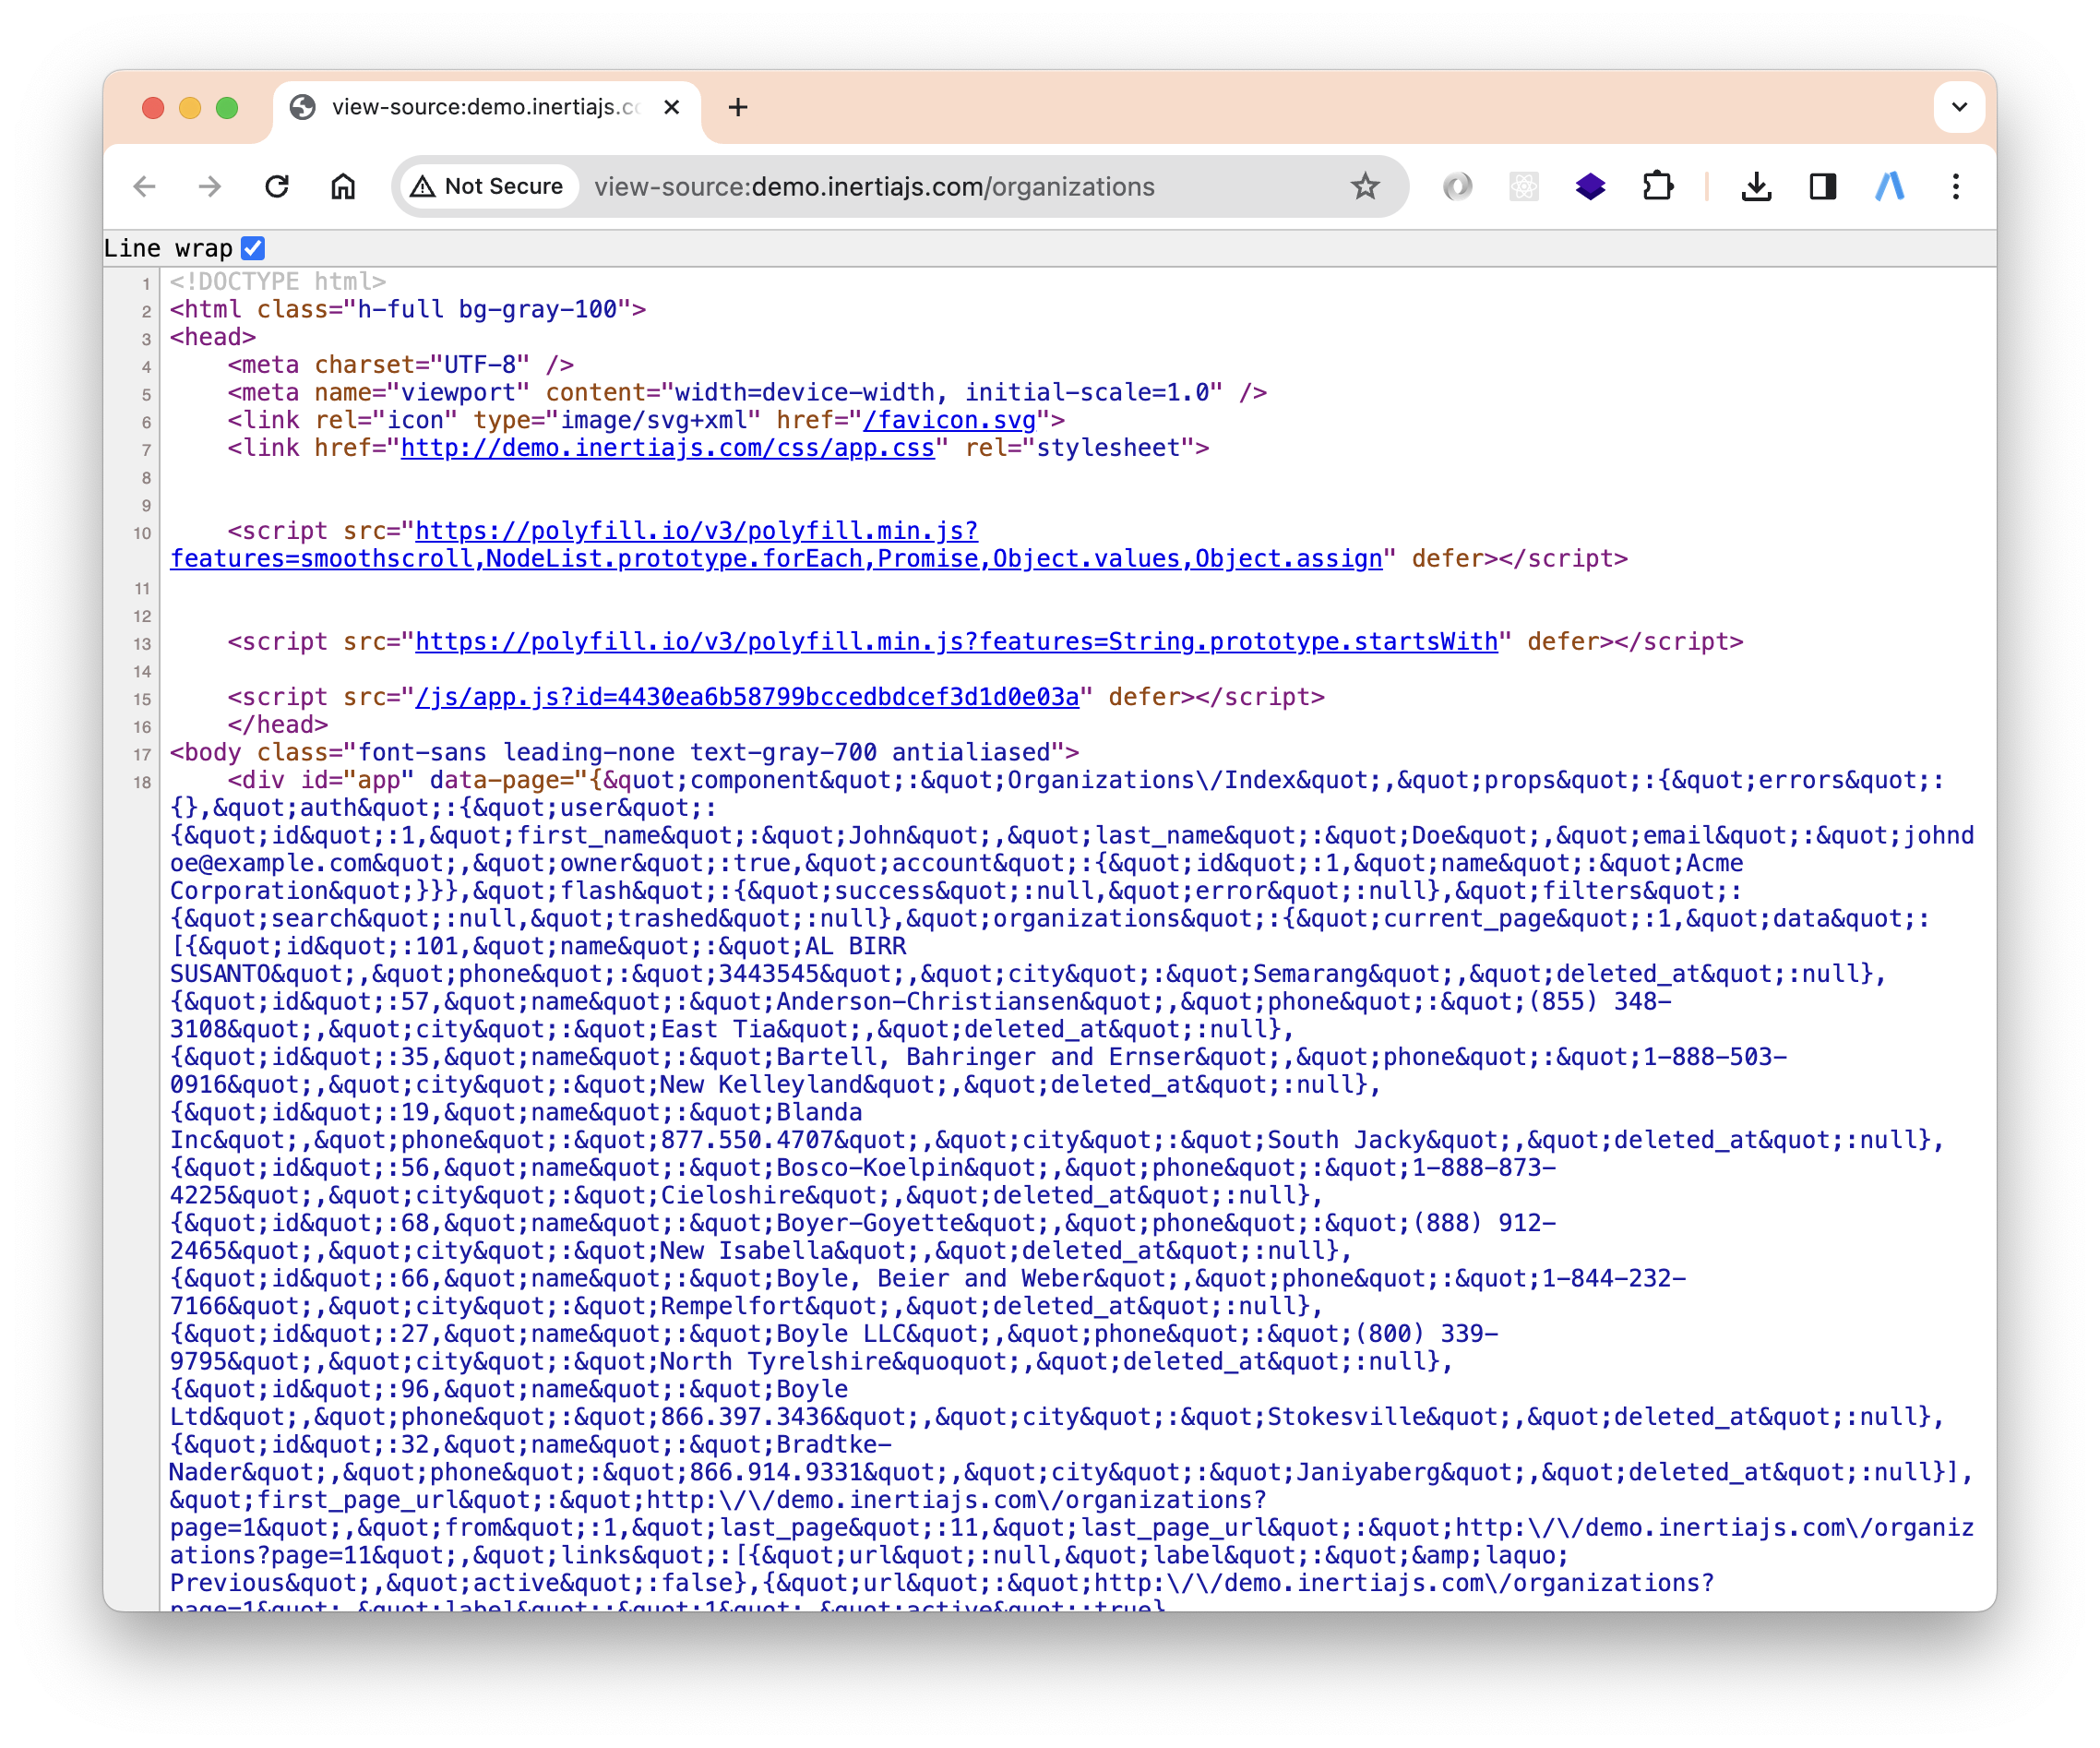 view-source:demo.inertiajs.co
Not Secure view-source:demo.inertiajs.com/organizations
Line wrap
1 <!DOCTYPE html>
2 <html class="h-full bg-gray-100">
3 <head>
4 <meta charset="UTF-8" />
5 <meta name="viewport" content="width=device-width, initial-scale=1.0" />
6 <link rel="icon" type="image/svg+xml" href="/favicon.svg">
7 <link href="http://demo.inertiajs.com/css/app.css" rel="stylesheet">
8
9
10 <script src="https://polyfill.io/v3/polyfill.min.js?
features=smoothscroll,NodeList.prototype.forEach,Promise,Object.values,Object.assign" defer></script>
11
12
13 <script src="https://polyfill.io/v3/polyfill.min.js?features=String.prototype.startsWith" defer></script>
14
15 <script src="/js/app.js?id=4430ea6b58799bccedbdcef3d1d0e03a" defer></script>
16 </head>
17 <body class="font-sans leading-none text-gray-700 antialiased">
18 <div id="app" data-page="{&quot;component&quot;:&quot;Organizations\/Index&quot;,&quot;props&quot;:{&quot;errors&quot;:
{},&quot;auth&quot;:{&quot;user&quot;:
{&quot;id&quot;:1,&quot;first_name&quot;:&quot;John&quot;,&quot;last_name&quot;:&quot;Doe&quot;,&quot;email&quot;:&quot;johnd
oe@example.com&quot;,&quot;owner&quot;:true,&quot;account&quot;:{&quot;id&quot;:1,&quot;name&quot;:&quot;Acme
Corporation&quot;}}},&quot;flash&quot;:{&quot;success&quot;:null,&quot;error&quot;:null},&quot;filters&quot;:
{&quot;search&quot;:null,&quot;trashed&quot;:null},&quot;organizations&quot;:{&quot;current_page&quot;:1,&quot;data&quot;:
[{&quot;id&quot;:101,&quot;name&quot;:&quot;AL BIRR
SUSANTO&quot;,&quot;phone&quot;:&quot;3443545&quot;,&quot;city&quot;:&quot;Semarang&quot;,&quot;deleted_at&quot;:null},
{&quot;id&quot;:57,&quot;name&quot;:&quot;Anderson-Christiansen&quot;,&quot;phone&quot;:&quot;(855) 348-
3108&quot;,&quot;city&quot;:&quot;East Tia&quot;,&quot;deleted_at&quot;:null},
{&quot;id&quot;:35,&quot;name&quot;:&quot;Bartell, Bahringer and Ernser&quot;,&quot;phone&quot;:&quot;1-888-503-
0916&quot;,&quot;city&quot;:&quot;New Kelleyland&quot;,&quot;deleted_at&quot;:null},
{&quot;id&quot;:19,&quot;name&quot;:&quot;Blanda
Inc&quot;,&quot;phone&quot;:&quot;877.550.4707&quot;,&quot;city&quot;:&quot;South Jacky&quot;,&quot;deleted_at&quot;:null},
{&quot;id&quot;:56,&quot;name&quot;:&quot;Bosco-Koelpin&quot;,&quot;phone&quot;:&quot;1-888-873-
4225&quot;,&quot;city&quot;:&quot;Cieloshire&quot;,&quot;deleted_at&quot;:null},
{&quot;id&quot;:68,&quot;name&quot;:&quot;Boyer-Goyette&quot;,&quot;phone&quot;:&quot;(888) 912-
2465&quot;,&quot;city&quot;:&quot;New Isabella&quot;,&quot;deleted_at&quot;:null},
{&quot;id&quot;:66,&quot;name&quot;:&quot;Boyle, Beier and Weber&quot;,&quot;phone&quot;:&quot;1-844-232-
7166&quot;,&quot;city&quot;:&quot;Rempelfort&quot;,&quot;deleted_at&quot;:null},
{&quot;id&quot;:27,&quot;name&quot;:&quot;Boyle LLC&quot;,&quot;phone&quot;:&quot;(800) 339-
9795&quot;,&quot;city&quot;:&quot;North Tyrelshire&quoquot;,&quot;deleted_at&quot;:null},
{&quot;id&quot;:96,&quot;name&quot;:&quot;Boyle
Ltd&quot;,&quot;phone&quot;:&quot;866.397.3436&quot;,&quot;city&quot;:&quot;Stokesville&quot;,&quot;deleted_at&quot;:null},
{&quot;id&quot;:32,&quot;name&quot;:&quot;Bradtke-
Nader&quot;,&quot;phone&quot;:&quot;866.914.9331&quot;,&quot;city&quot;:&quot;Janiyaberg&quot;,&quot;deleted_at&quot;:null}],
&quot;first_page_url&quot;:&quot;http:\/\/demo.inertiajs.com\/organizations?
page=1&quot;,&quot;from&quot;:1,&quot;last_page&quot;:11,&quot;last_page_url&quot;:&quot;http:\/\/demo.inertiajs.com\/organiz
ations?page=11&quot;,&quot;links&quot;:[{&quot;url&quot;:null,&quot;label&quot;:&quot;&amp;laquo;
Previous&quot;,&quot;active&quot;:false},{&quot;url&quot;:&quot;http:\/\/demo.inertiajs.com\/organizations?
page=1&quot;,&quot;label&quot;:&quot;1&quot;,&quot;active&quot;:true},